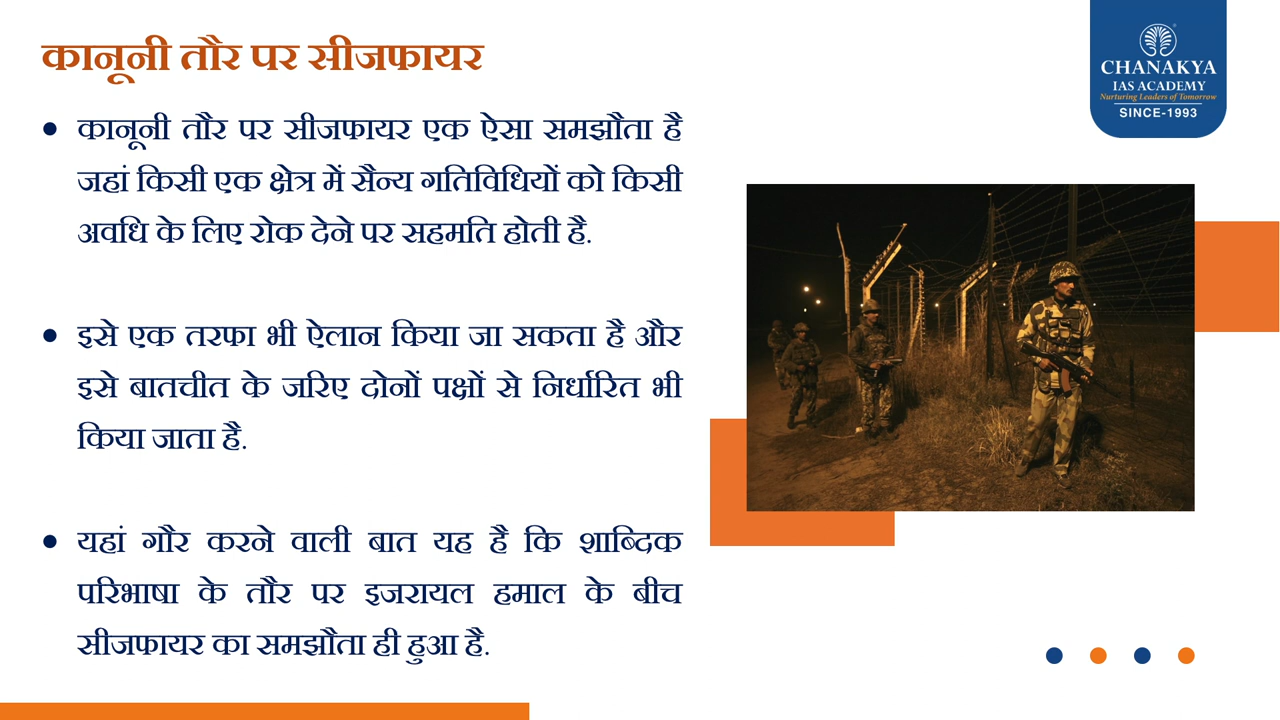 कानूनी तौर पर सीजफायर
CHANAKYA
IAS ACADEMY
Nurturing Leaders of Tomorrow
SINCE-1993
• कानूनी तौर पर सीजफायर एक ऐसा समझौता है
जहां किसी एक क्षेत्र में सैन्य गतिविधियों को किसी
अवधि के लिए रोक देने पर सहमति होती है.
• इसे एक तरफा भी ऐलान किया जा सकता है और
इसे बातचीत के जरिए दोनों पक्षों से निर्धारित भी
किया जाता है.
• यहां गौर करने वाली बात यह है कि शाब्दिक
परिभाषा के तौर पर इजरायल हमाल के बीच
सीजफायर का समझौता ही हुआ है.